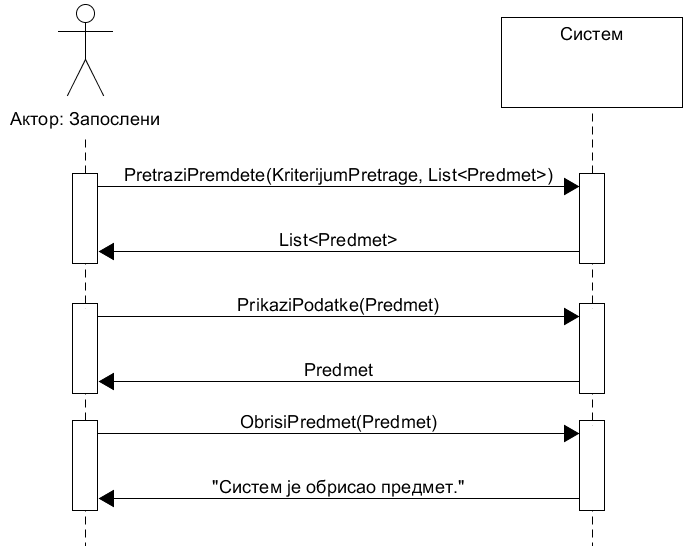 Систем
Актор: Запослени
PretraziPremdete(KriterijumPretrage, List<Predmet>)
List<Predmet>
PrikaziPodatke(Predmet)
Predmet
ObrisiPredmet(Predmet)
"Систем је обрисао предмет."